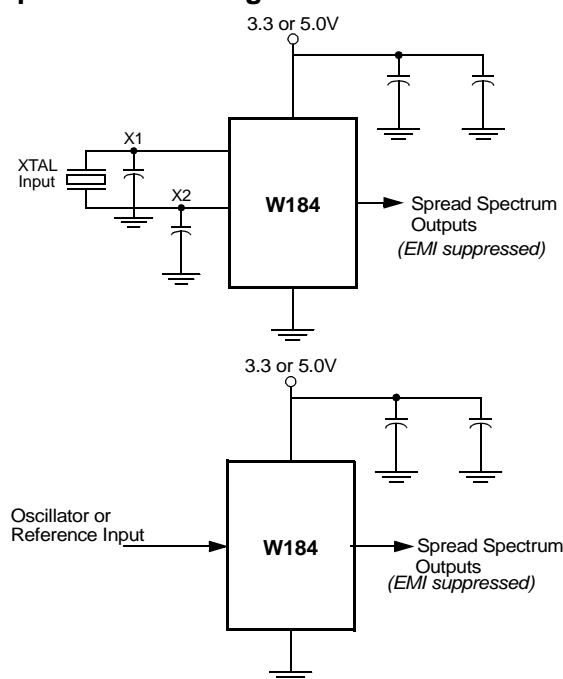 3.3 or 5.0V
X1
XTAL
Input
X2
W184
Spread Spectrum
Outputs
(EMI suppressed)
3.3 or 5.0V
Oscillator or
Reference Input
W184
Spread Spectrum
Outputs
(EMI suppressed)